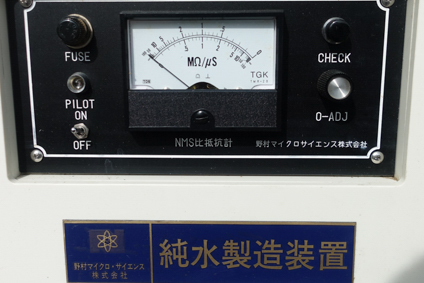 FUSE
PILOT
ON
OFF
MΩ/μS
TGK
CHECK
O-ADJ
NMS比抵抗計
野村マイクロサイエンス株式会社
野村マイクロ・サイエンス
株式会社
純水製造装置